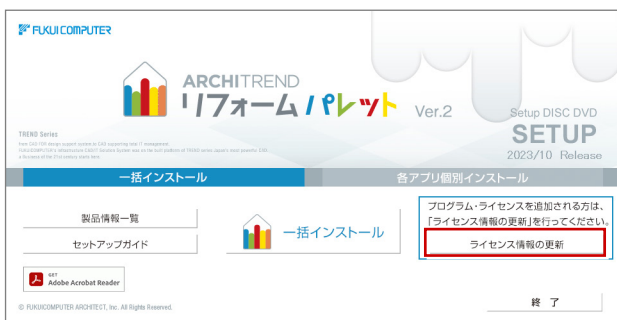 FUKUI COMPUTER
ARCHITREND
リフォームパレット Ver.2
Setup DISC DVD
SETUP
2023/10 Release
TREND Series
一括インストール
各アプリ個別インストール
製品情報一覧
セットアップガイド
一括インストール
プログラム・ライセンスを追加される方は、
「ライセンス情報の更新」を行ってください。
ライセンス情報の更新
GET
Adobe Acrobat Reader
© FUKUICOMPUTER ARCHITECT, Inc. All Rights Reserved.
終 了